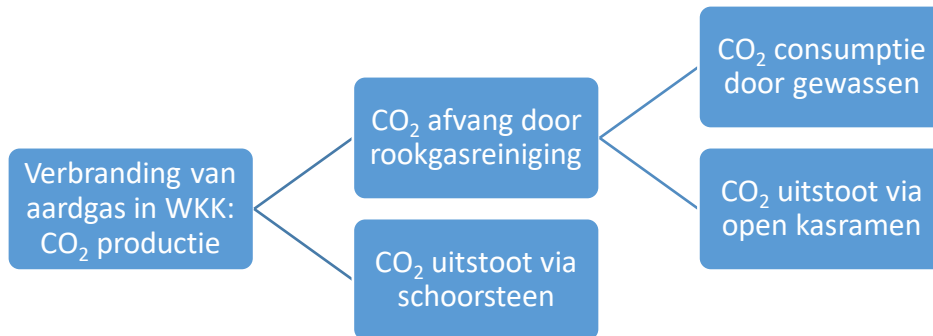 Verbranding van
aardgas in WKK:
CO₂ productie
CO₂ afvang door
rookgasreiniging
CO₂ uitstoot via
schoorsteen
CO₂ consumptie
door gewassen
CO₂ uitstoot via
open kasramen